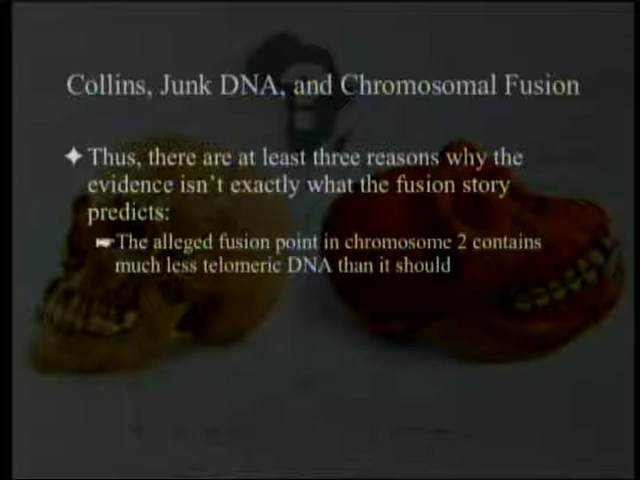 Collins, Junk DNA, and Chromosomal Fusion
Thus, there are at least three reasons why the
evidence isn't exactly what the fusion story
predicts:
The alleged fusion point in chromosome 2 contains
much less telomeric DNA than it should